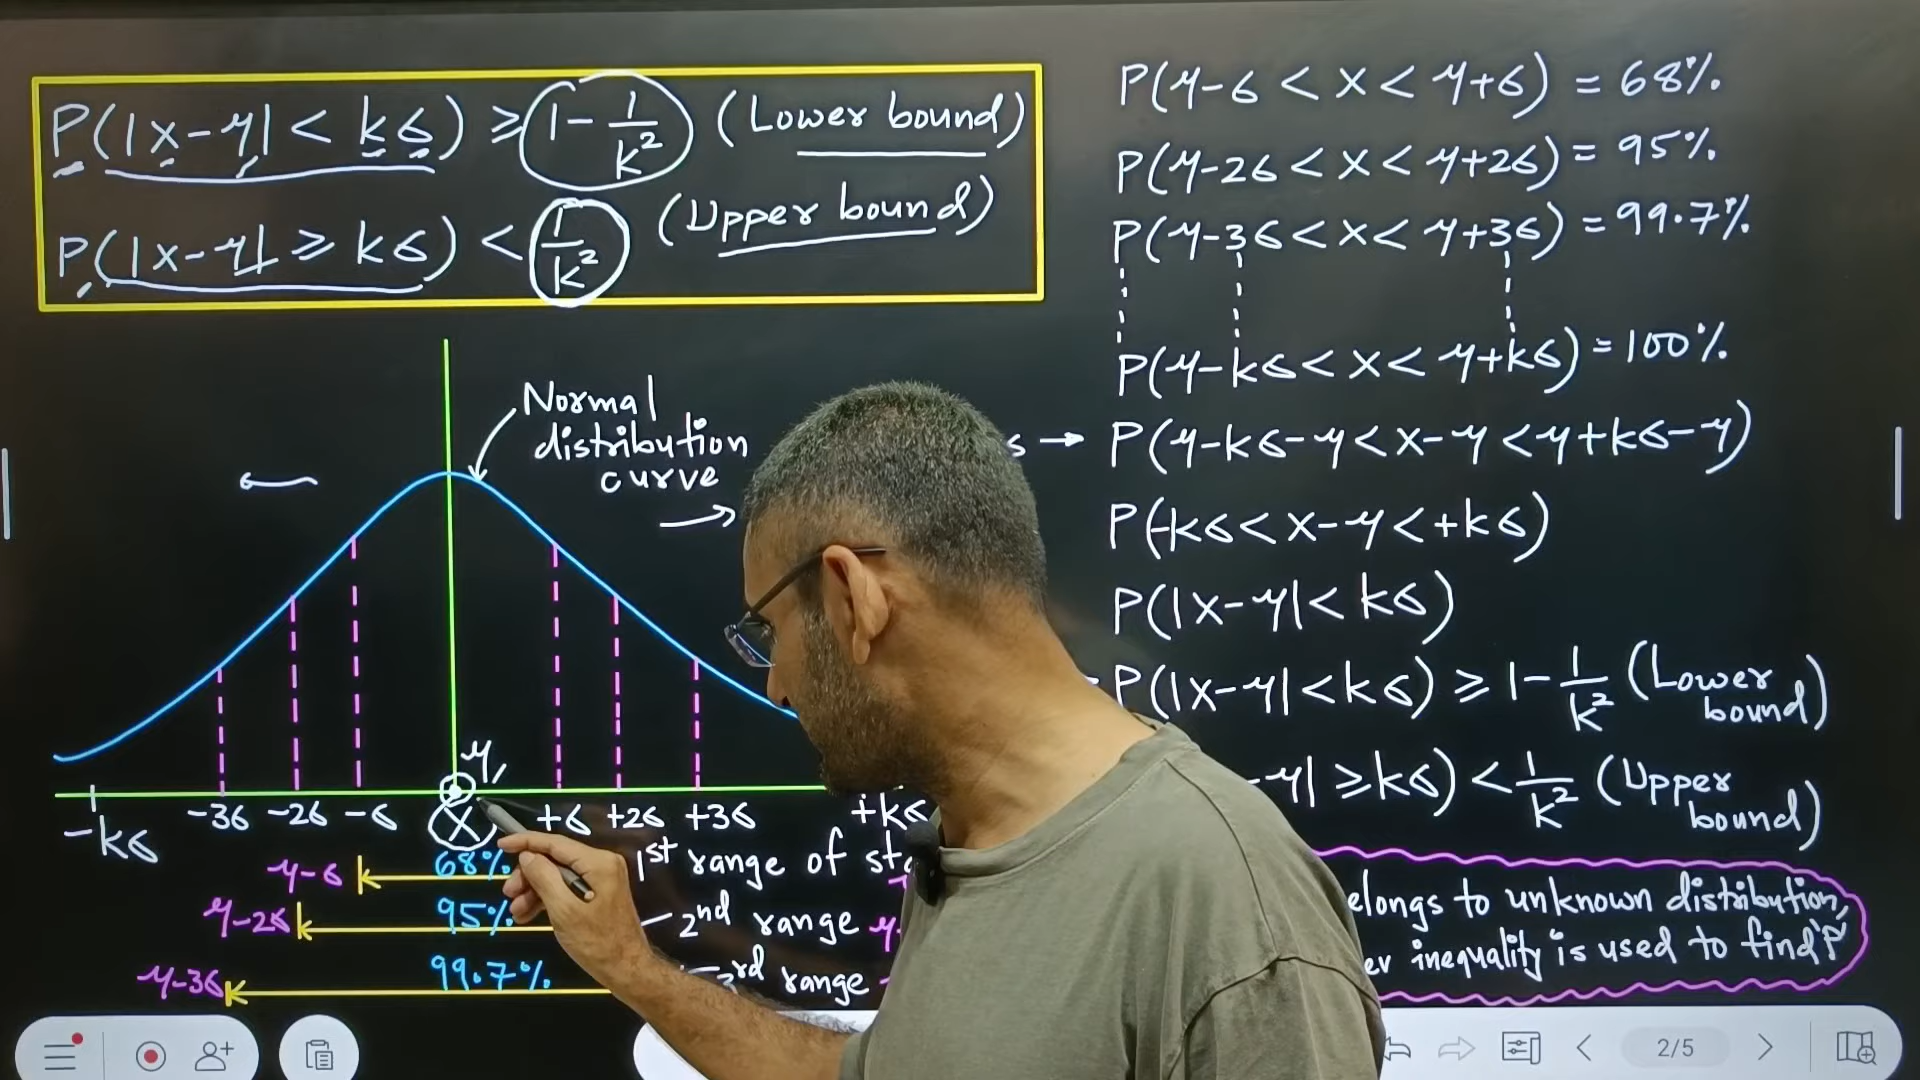 P(|x-μ| < kσ) ≥ 1 - 1/k² (Lower bound)
P(|x-μ| ≥ kσ) < 1/k² (Upper bound)
Normal
distribution
curve
μ
-kσ -3σ -2σ -σ X +σ +2σ +3σ +kσ
μ-σ 68% 1st range of
μ-2σ 95% 2nd range
μ-3σ 99.7% 3rd range
P(μ-σ < x < μ+σ) = 68%
P(μ-2σ < x < μ+2σ) = 95%
P(μ-3σ < x < μ+3σ) = 99.7%
P(μ-kσ < x < μ+kσ) = 100%
→ P(μ-kσ-μ < x-μ < μ+kσ-μ)
P(-kσ < x-μ < +kσ)
P(|x-μ| < kσ)
P(|x-μ| < kσ) ≥ 1 - 1/k² (Lower bound)
-μ| ≥ kσ) < 1/k² (Upper bound)
to unknown distribution,
inequality is used to find 'P'
2/5